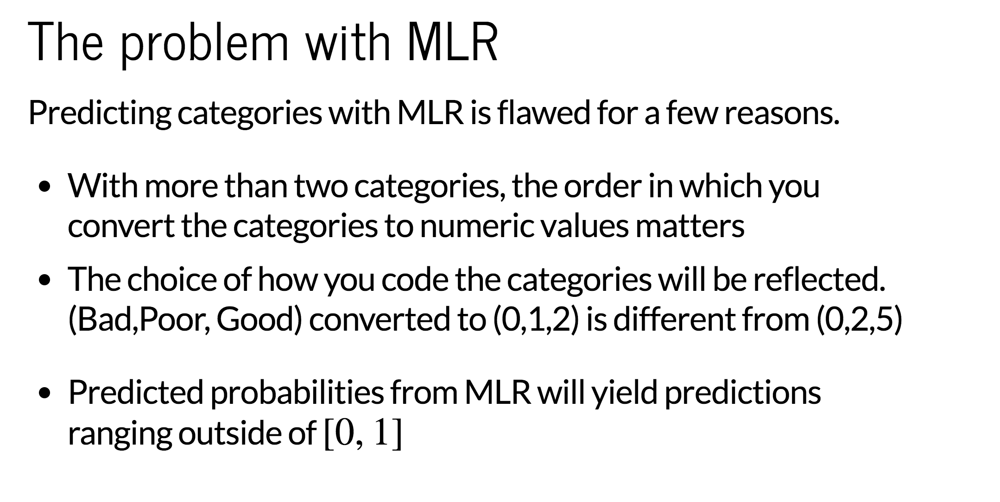 The problem with MLR
Predicting categories with MLR is flawed for a few reasons.
• With more than two categories, the order in which you
convert the categories to numeric values matters
• The choice of how you code the categories will be reflected.
(Bad,Poor, Good) converted to (0,1,2) is different from (0,2,5)
• Predicted probabilities from MLR will yield predictions
ranging outside of [0, 1]